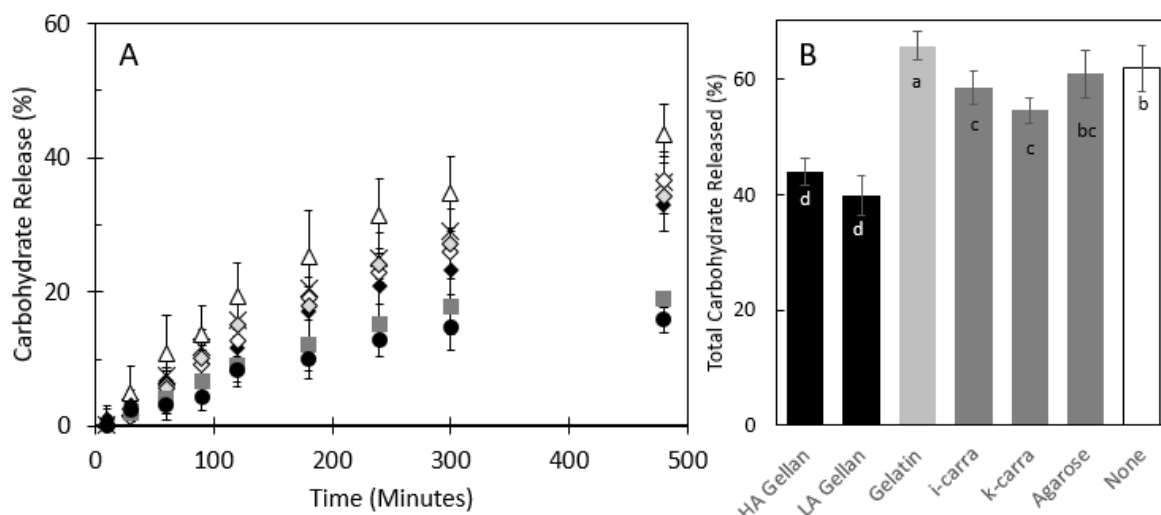 A
Carbohydrate Release (%)
60
40
20
0
0 100 200 300 400 500
Time (Minutes)
B
Total Carbohydrate Released (%)
60
40
20
0
d
d
a
c
c
bc
b
HA Gellan
LA Gellan
Gelatin
i-carra
k-carra
Agarose
None